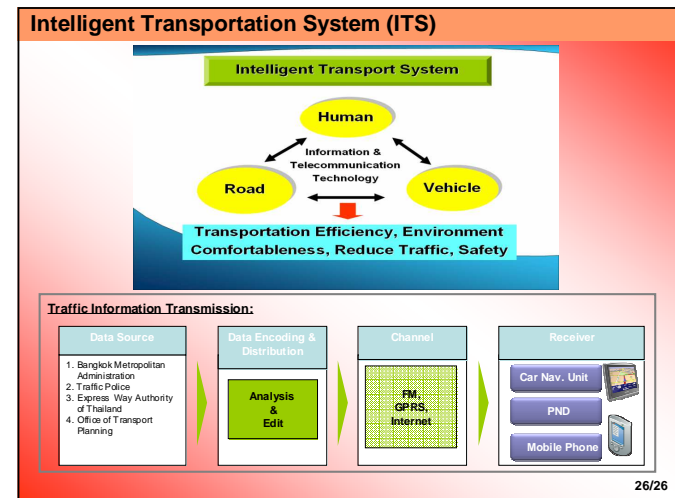 Intelligent Transportation System (ITS)
Intelligent Transport System
Human
Information &
Telecommunication
Technology
Road
Vehicle
Transportation Efficiency, Environment
Comfortableness, Reduce Traffic, Safety
Traffic Information Transmission:
Data Source
1. Bangkok Metropolitan
Administration
2. Traffic Police
3. Express Way Authority
of Thailand
4. Office of Transport
Planning
Data Encoding &
Distribution
Analysis
&
Edit
Channel
FM,
GPRS,
Internet
Receiver
Car Nav. Unit
PND
Mobile Phone
26/26